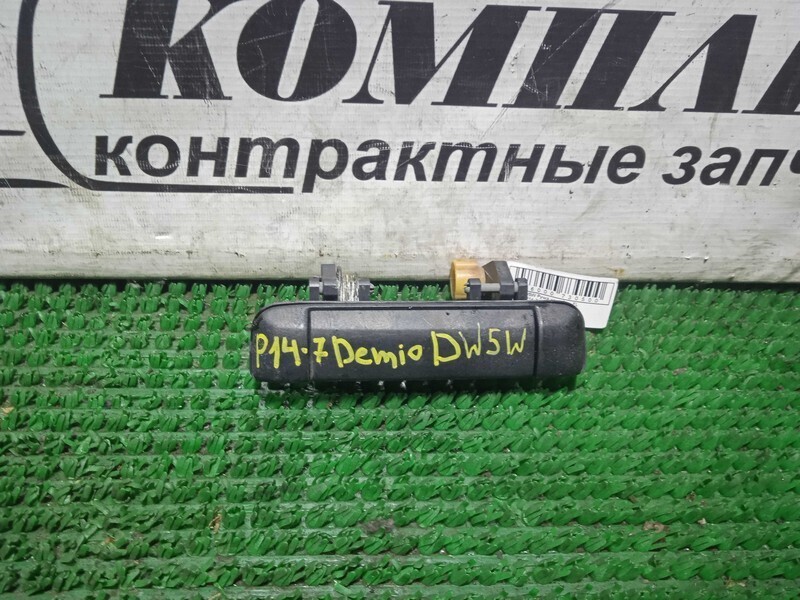 КОМПЛ
контрактные запч
P14-7 Demio DW5W